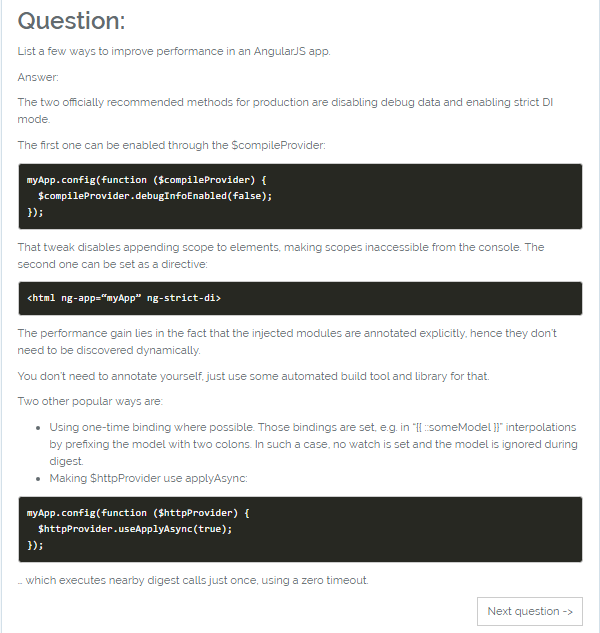 Question:
List a few ways to improve performance in an AngularJS app.
Answer:
The two officially recommended methods for production are disabling debug data and enabling strict DI
mode.
The first one can be enabled through the $compileProvider:
myApp.config(function ($compileProvider) {
  $compileProvider.debugInfoEnabled(false);
});
That tweak disables appending scope to elements, making scopes inaccessible from the console. The
second one can be set as a directive:
<html ng-app=“myApp” ng-strict-di>
The performance gain lies in the fact that the injected modules are annotated explicitly, hence they don’t
need to be discovered dynamically.
You don’t need to annotate yourself, just use some automated build tool and library for that.
Two other popular ways are:
• Using one-time binding where possible. Those bindings are set, e.g. in “{{ ::someModel }}” interpolations
by prefixing the model with two colons. In such a case, no watch is set and the model is ignored during
digest.
• Making $httpProvider use applyAsync:
myApp.config(function ($httpProvider) {
  $httpProvider.useApplyAsync(true);
});
… which executes nearby digest calls just once, using a zero timeout.
Next question ->